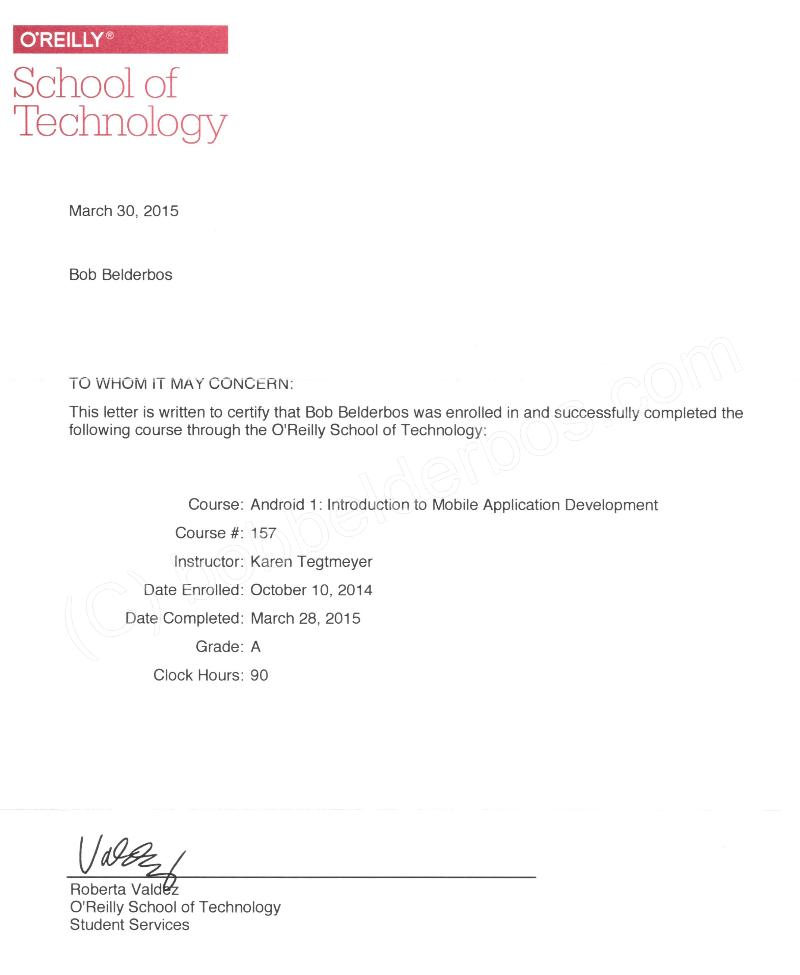 O'REILLY®
School of
Technology
March 30, 2015
Bob Belderbos
TO WHOM IT MAY CONCERN:
This letter is written to certify that Bob Belderbos was enrolled in and successfully completed the
following course through the O'Reilly School of Technology:
Course: Android 1: Introduction to Mobile Application Development
Course #: 157
Instructor: Karen Tegtmeyer
Date Enrolled: October 10, 2014
Date Completed: March 28, 2015
Grade: A
Clock Hours: 90
(C) bobbelderbos.com
Valdez
Roberta Valdez
O'Reilly School of Technology
Student Services